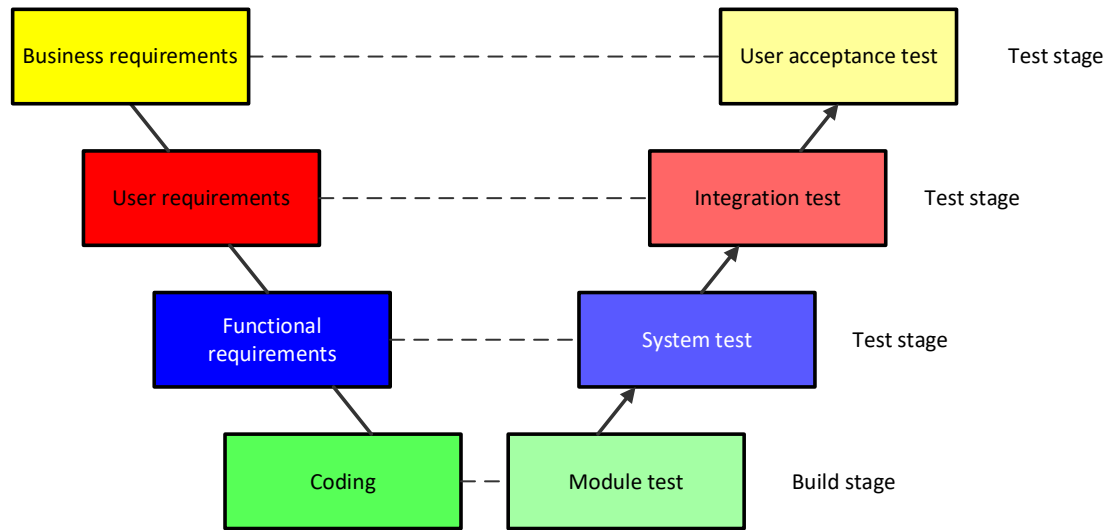 Business requirements
User acceptance test
Test stage
User requirements
Integration test
Test stage
Functional
requirements
System test
Test stage
Coding
Module test
Build stage